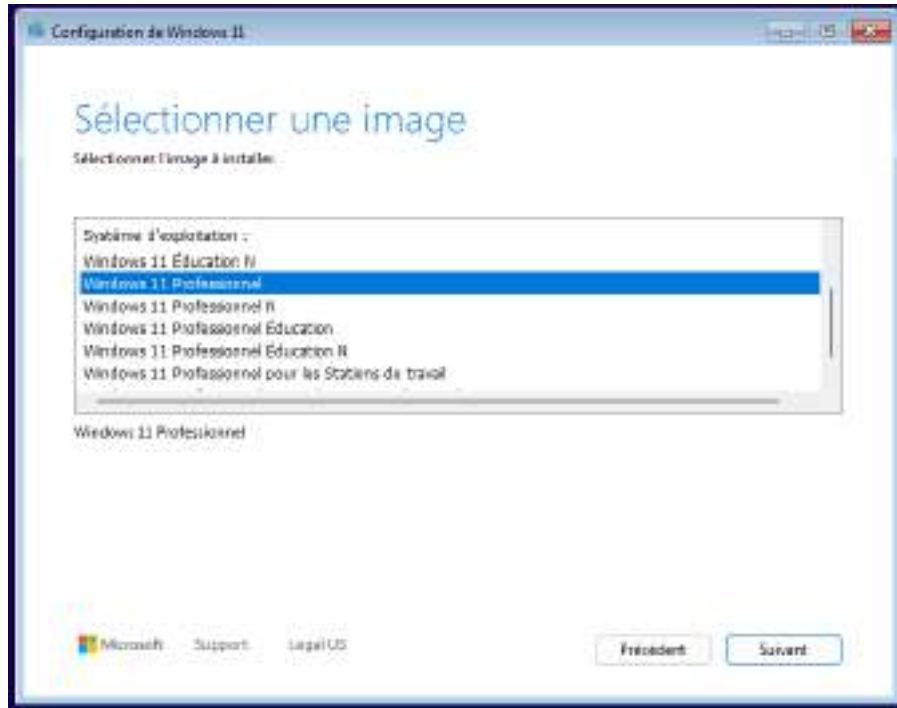 Configuration de Windows 11
Sélectionner une image
Sélectionner l'image à installer
Système d'exploitation :
Windows 11 Éducation N
Windows 11 Professionnel
Windows 11 Professionnel N
Windows 11 Professionnel Éducation
Windows 11 Professionnel Éducation N
Windows 11 Professionnel pour les Stations de travail
Windows 11 Professionnel
Microsoft Support Legal US
Précédent Suivant